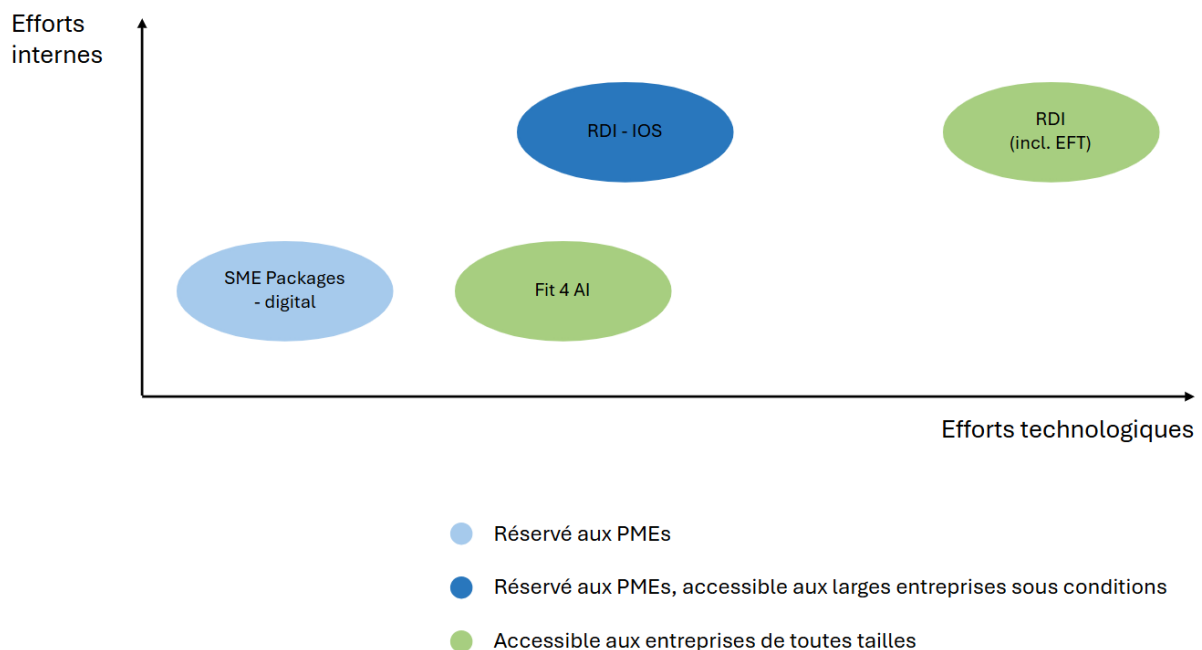 Efforts
internes
RDI - IOS
RDI
(incl. EFT)
SME Packages
- digital
Fit 4 AI
Efforts technologiques
Réservé aux PMEs
Réservé aux PMEs, accessible aux larges entreprises sous conditions
Accessible aux entreprises de toutes tailles